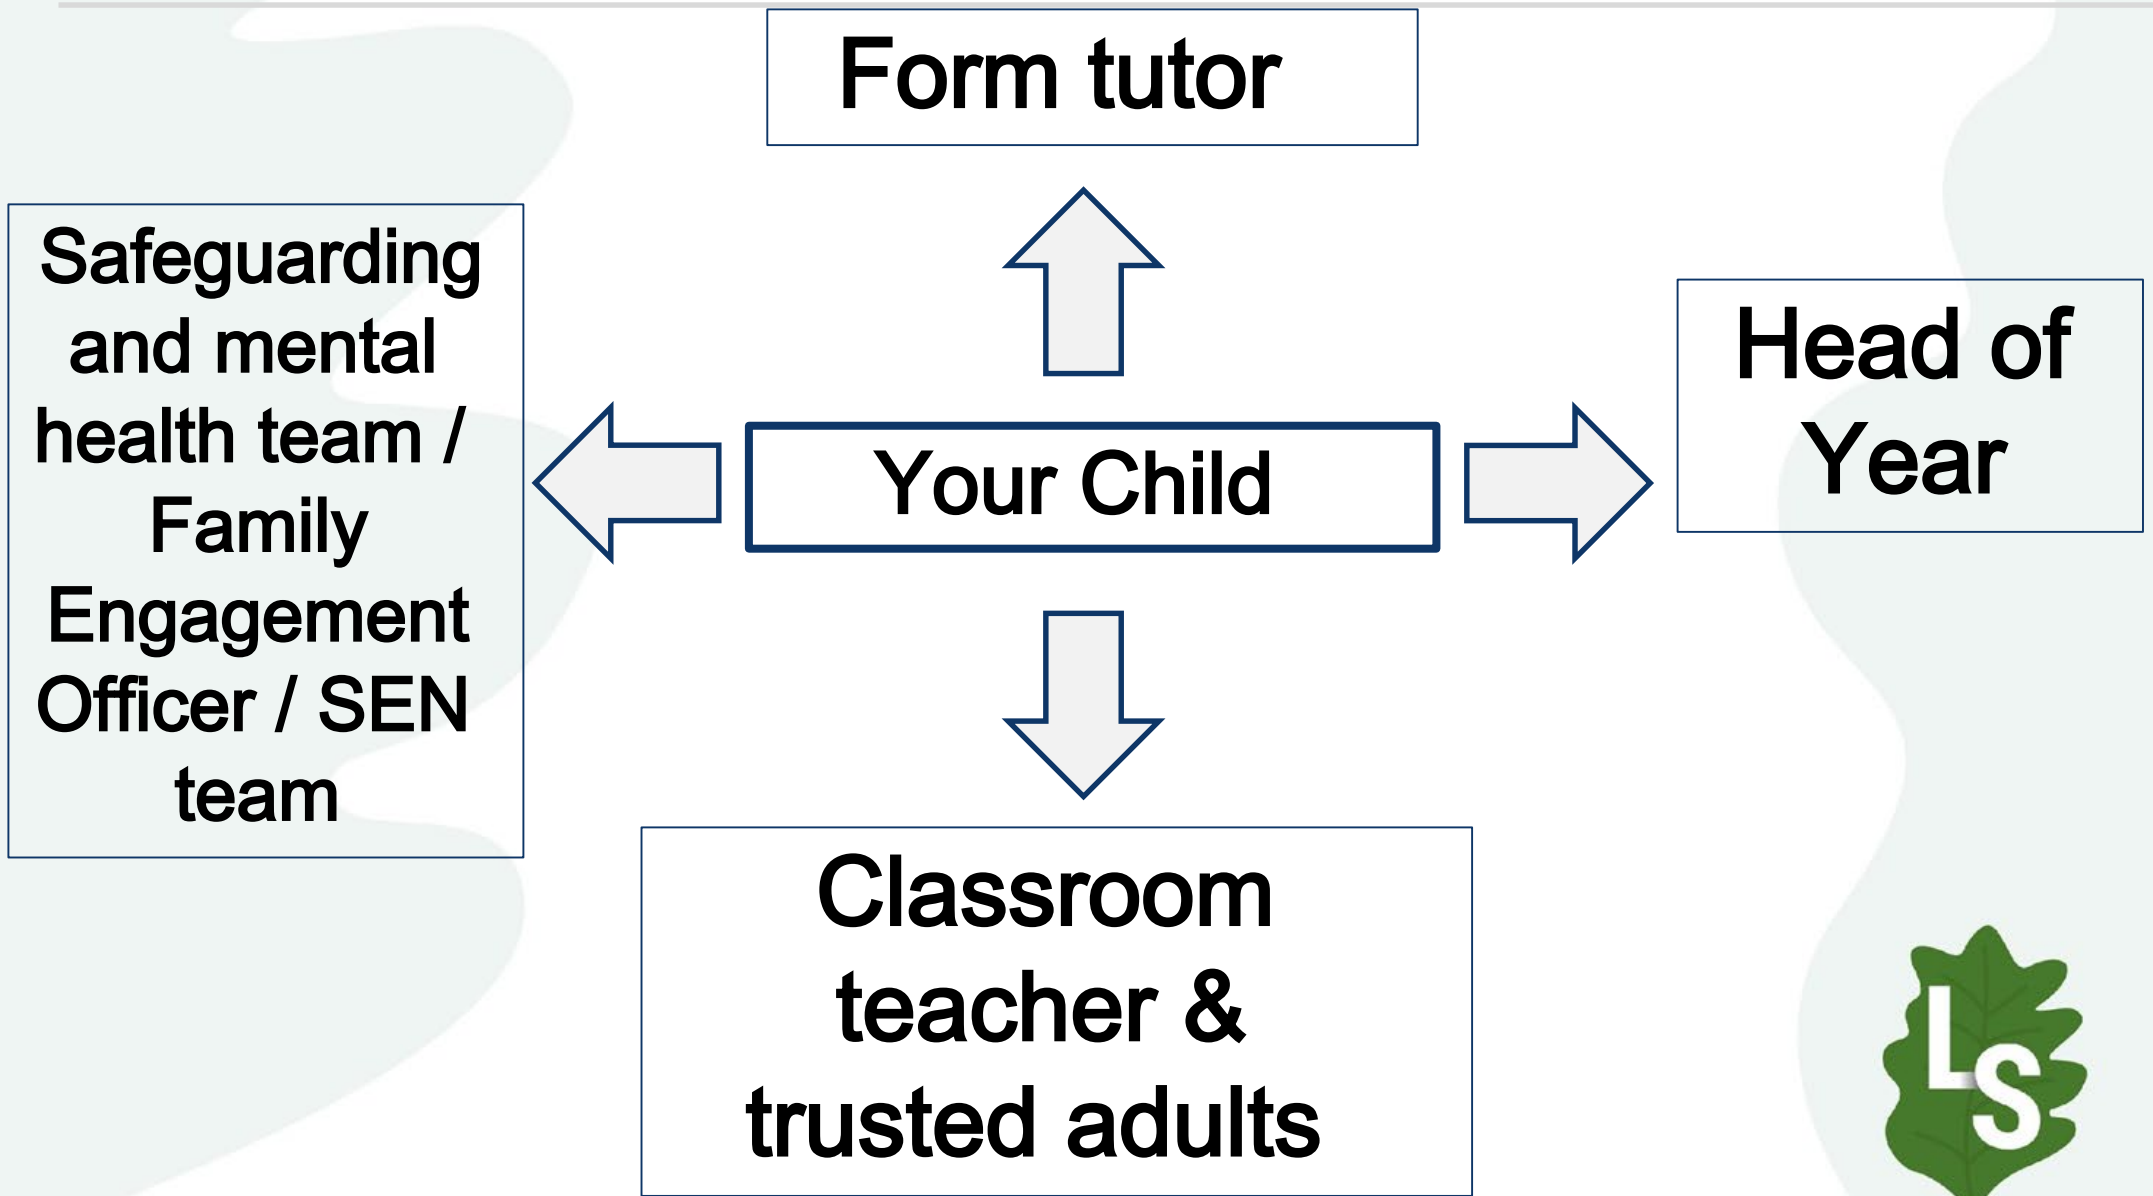 Form tutor
Safeguarding
and mental
health team /
Family
Engagement
Officer / SEN
team
Your Child
Head of
Year
Classroom
teacher &
trusted adults
LS